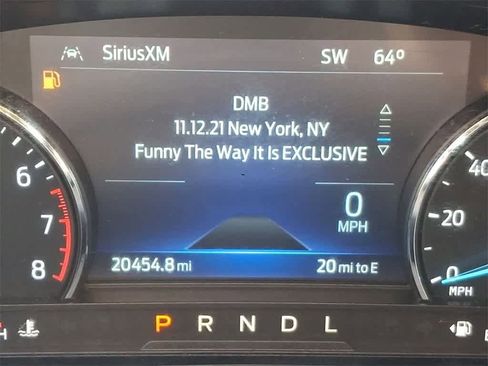 SiriusXM SW 64º
DMB
11.12.21 New York, NY
Funny The Way It Is EXCLUSIVE
6
7
8
0
MPH
40
20
0
MPH
20454.8 mi 20 mi to E
H P R N D L E